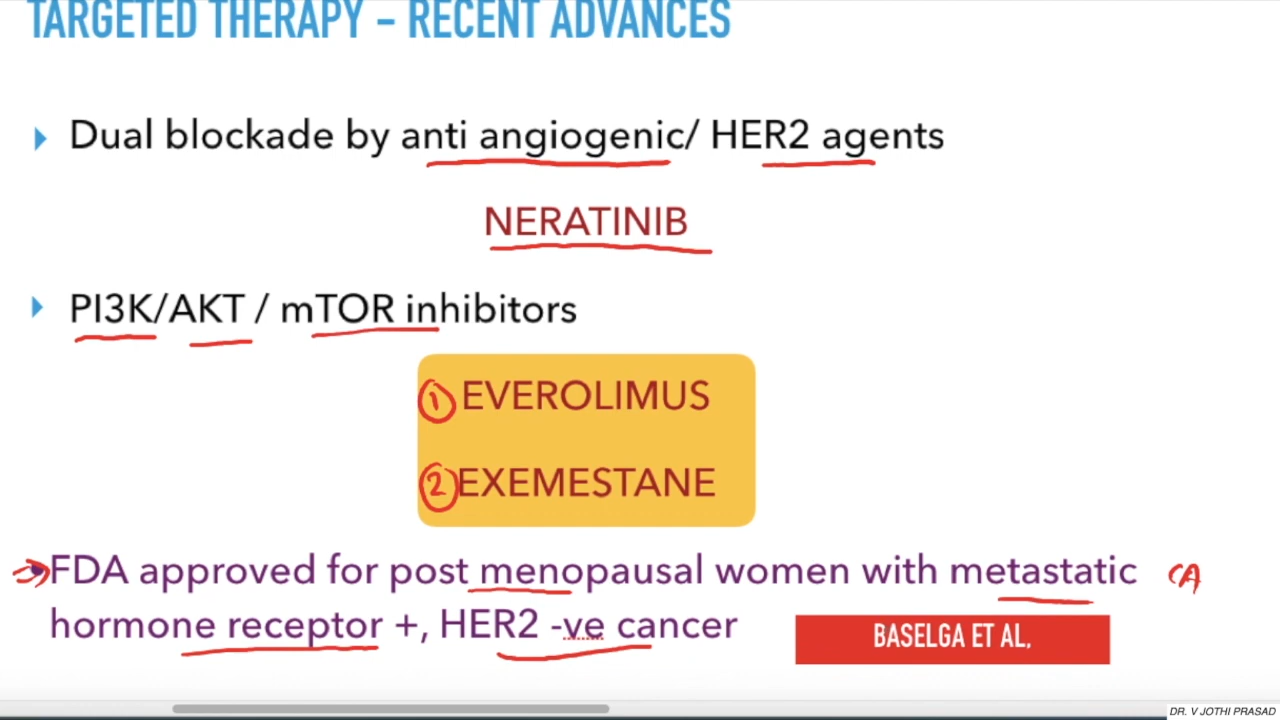 TARGETED THERAPY - RECENT ADVANCES
Dual blockade by anti angiogenic/ HER2 agents
NERATINIB
PI3K/AKT / mTOR inhibitors
1 EVEROLIMUS
2 EXEMESTANE
FDA approved for post menopausal women with metastatic CA
hormone receptor +, HER2 -ve cancer
BASELGA ET AL,
DR. V JOTHI PRASAD